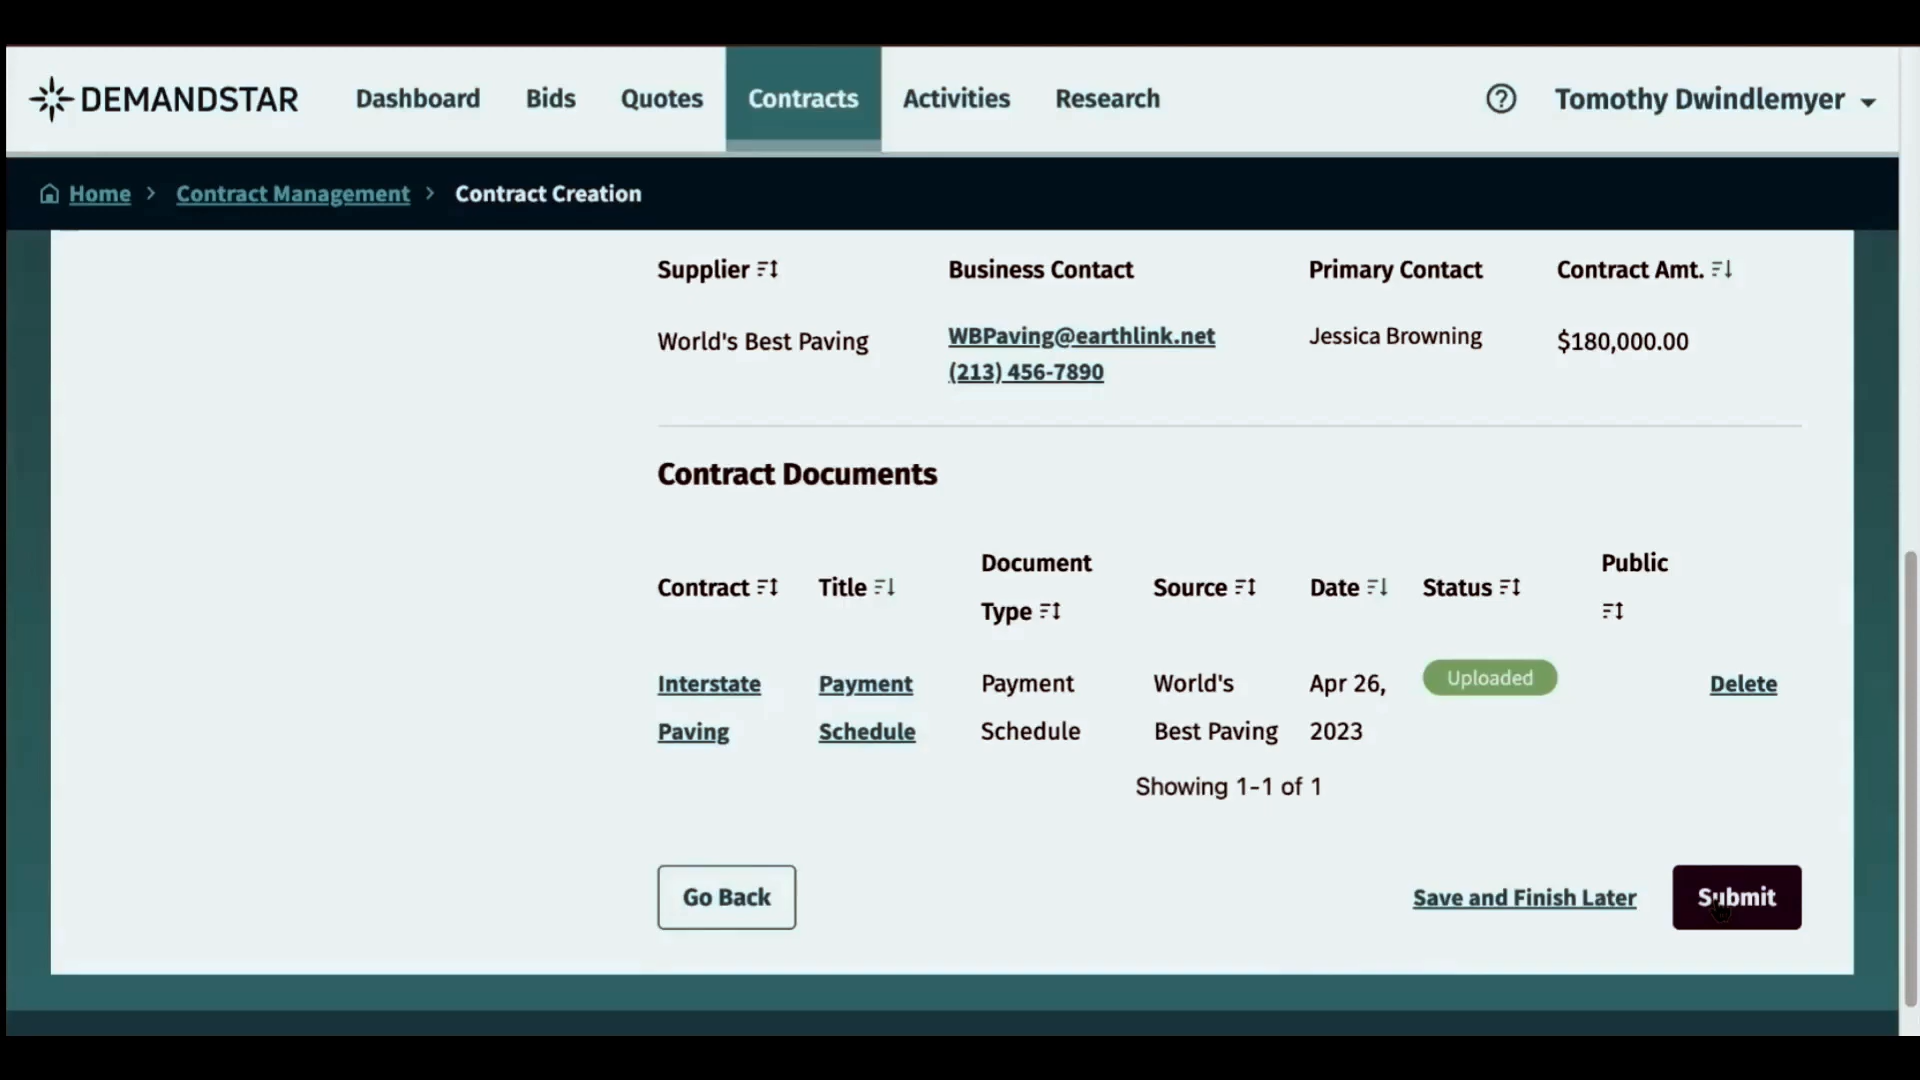 DEMANDSTAR Dashboard Bids Quotes Contracts Activities Research Tomothy Dwindlemyer
Home > Contract Management > Contract Creation
Supplier Business Contact Primary Contact Contract Amt.
World's Best Paving WBPaving@earthlink.net Jessica Browning $180,000.00
(213) 456-7890
Contract Documents
Document Public
Contract Title Source Date Status
Type
Interstate Payment Payment World's Apr 26, Uploaded Delete
Paving Schedule Schedule Best Paving 2023
Showing 1-1 of 1
Go Back Save and Finish Later Submit